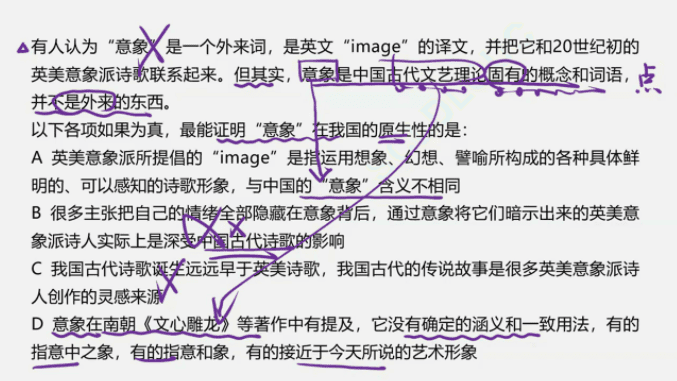 有人认为“意象”是一个外来词，是英文“image”的译文，并把它和20世纪初的
英美意象派诗歌联系起来。但其实，意象是中国古代文艺理论固有的概念和词语，
并不是外来的东西。
点
以下各项如果为真，最能证明“意象”在我国的原生性的是：
A 英美意象派所提倡的“image”是指运用想象、幻想、譬喻所构成的各种具体鲜
明的、可以感知的诗歌形象，与中国的“意象”含义不相同
B 很多主张把自己的情绪全部隐藏在意象背后，通过意象将它们暗示出来的英美意
象派诗人实际上是深受中国古代诗歌的影响
C 我国古代诗歌诞生远远早于英美诗歌，我国古代的传说故事是很多英美意象派诗
人创作的灵感来源
D 意象在南朝《文心雕龙》等著作中有提及，它没有确定的涵义和一致用法，有的
指意中之象，有的指意和象，有的接近于今天所说的艺术形象